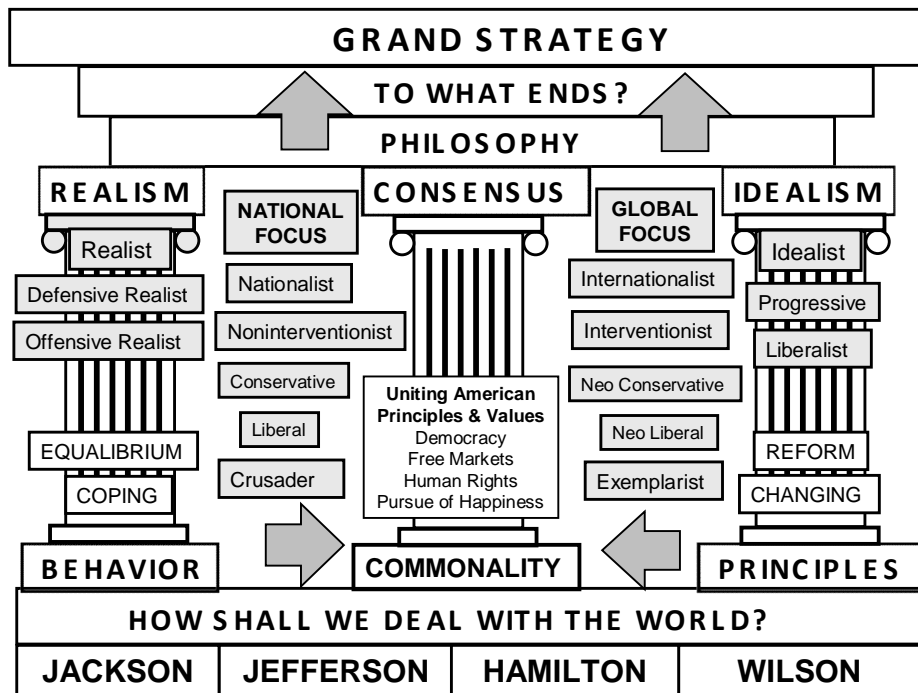 GRAND STRATEGY
TO WHAT ENDS?
PHILOSOPHY
REALISM
CONSENSUS
IDEALISM
Realist
Defensive Realist
Offensive Realist
EQUALIBRIUM
COPING
BEHAVIOR
NATIONAL
FOCUS
Nationalist
Noninterventionist
Conservative
Liberal
Crusader
Uniting American
Principles & Values
Democracy
Free Markets
Human Rights
Pursue of Happiness
COMMONALITY
GLOBAL
FOCUS
Internationalist
Interventionist
Neo Conservative
Neo Liberal
Exemplarist
Idealist
Progressive
Liberalist
REFORM
CHANGING
PRINCIPLES
HOW SHALL WE DEAL WITH THE WORLD?
JACKSON
JEFFERSON
HAMILTON
WILSON